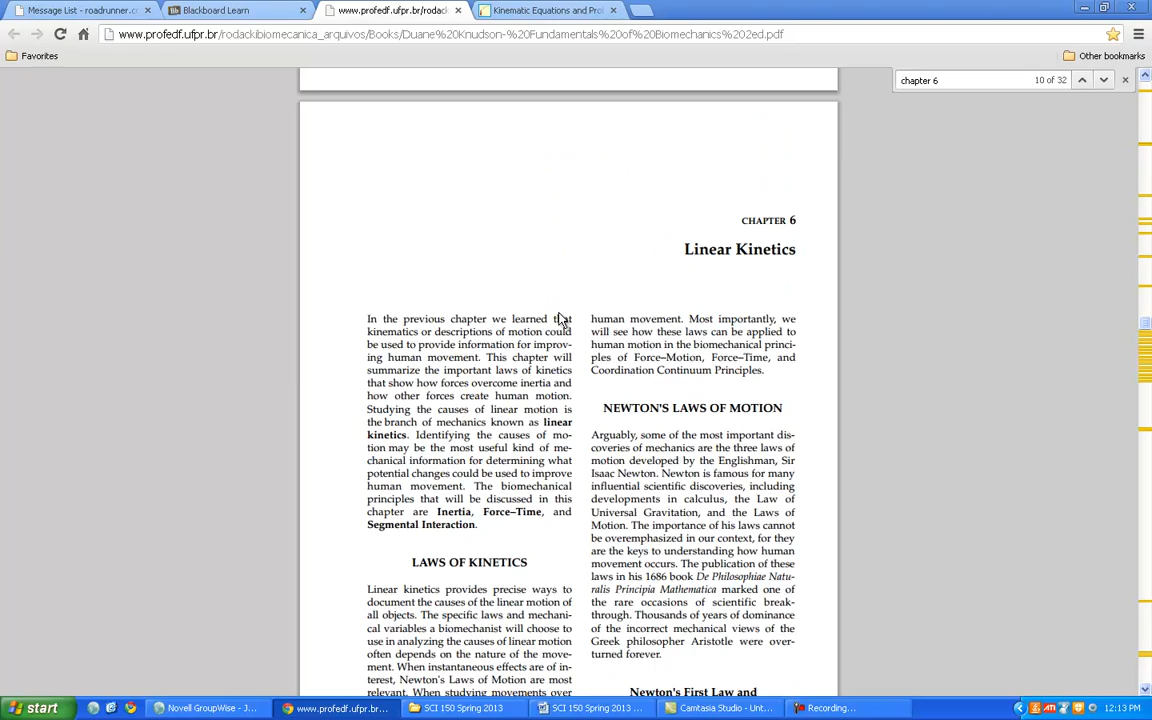 Message List - roadrunner.c
Blackboard Learn
www.profedf.ufpr.br/rodac
Kinematic Equations and Pro
www.profedf.ufpr.br/rodackibiomecanica_arquivos/Books/Duane%20Knudson-%20Fundamentals%20of%20Biomechanics%202ed.pdf
Favorites
Other bookmarks
chapter 6
10 of 32
CHAPTER 6
Linear Kinetics
In the previous chapter we learned that
kinematics or descriptions of motion could
be used to provide information for improv-
ing human movement. This chapter will
summarize the important laws of kinetics
that show how forces overcome inertia and
how other forces create human motion.
Studying the causes of linear motion is
the branch of mechanics known as linear
kinetics. Identifying the causes of mo-
tion may be the most useful kind of me-
chanical information for determining what
potential changes could be used to improve
human movement. The biomechanical
principles that will be discussed in this
chapter are Inertia, Force–Time, and
Segmental Interaction.
LAWS OF KINETICS
Linear kinetics provides precise ways to
document the causes of the linear motion of
all objects. The specific laws and mechani-
cal variables a biomechanist will choose to
use in analyzing the causes of linear motion
often depends on the nature of the move-
ment. When instantaneous effects are of in-
terest, Newton's Laws of Motion are most
relevant. When studying movements over
human movement. Most importantly, we
will see how these laws can be applied to
human motion in the biomechanical princi-
ples of Force–Motion, Force–Time, and
Coordination Continuum Principles.
NEWTON'S LAWS OF MOTION
Arguably, some of the most important dis-
coveries of mechanics are the three laws of
motion developed by the Englishman, Sir
Isaac Newton. Newton is famous for many
influential scientific discoveries, including
developments in calculus, the Law of
Universal Gravitation, and the Laws of
Motion. The importance of his laws cannot
be overemphasized in our context, for they
are the keys to understanding how human
movement occurs. The publication of these
laws in his 1686 book De Philosophiae Natu-
ralis Principia Mathematica marked one of
the rare occasions of scientific break-
through. Thousands of years of dominance
of the incorrect mechanical views of the
Greek philosopher Aristotle were over-
turned forever.
Newton's First Law and
start
Novell GroupWise - J...
www.profedf.ufpr.br...
SCI 150 Spring 2013
SCI 150 Spring 2013 ...
Camtasia Studio - Unt...
Recording...
12:13 PM